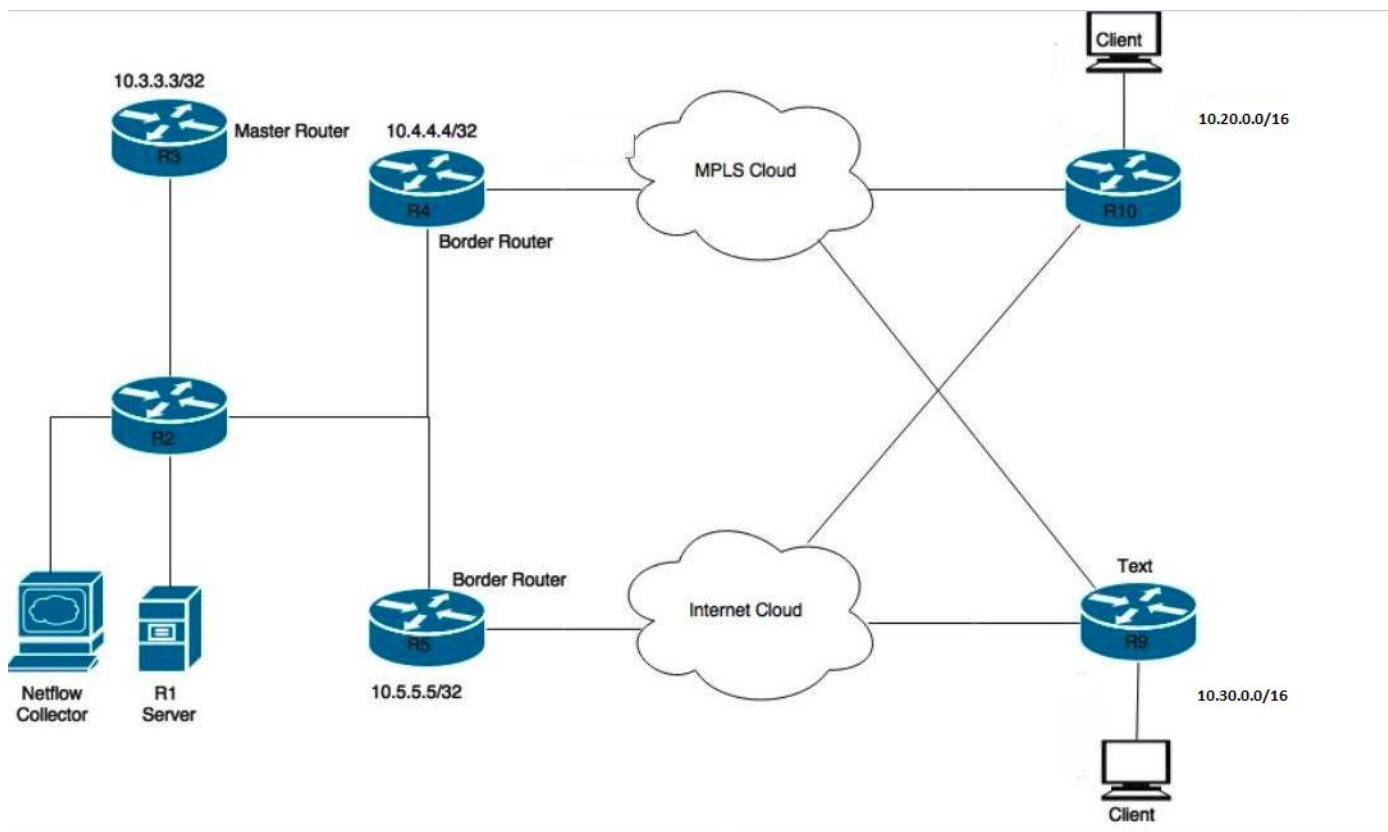 Client
10.3.3.3/32
10.20.0.0/16
Master Router
10.4.4.4/32
R3
MPLS Cloud
R4
R10
Border Router
R2
Text
Border Router
Internet Cloud
R5
R9
10.5.5.5/32
Netflow
Collector
R1
Server
10.30.0.0/16
Client